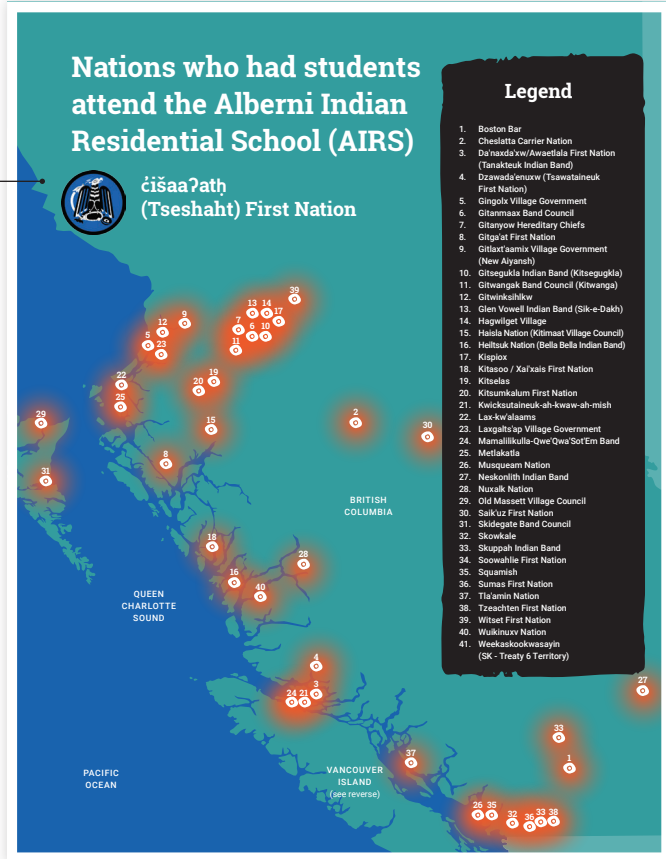 Nations who had students
attend the Alberni Indian
Residential School (AIRS)
c̓išaaʔatḥ
(Tseshaht) First Nation
Legend
1. Boston Bar
2. Cheslatta Carrier Nation
3. Da'naxda'xw/Awaetlala First Nation
(Tanakteuk Indian Band)
4. Dzawada'enuxw (Tsawataineuk
First Nation)
5. Gingolx Village Government
6. Gitanmaax Band Council
7. Gitanyow Hereditary Chiefs
8. Gitga'at First Nation
9. Gitlaxt'aamix Village Government
(New Aiyansh)
10. Gitsegukla Indian Band (Kitsegugkla)
11. Gitwangak Band Council (Kitwanga)
12. Gitwinksihlkw
13. Glen Vowell Indian Band (Sik-e-Dakh)
14. Hagwilget Village
15. Haisla Nation (Kitimaat Village Council)
16. Heiltsuk Nation (Bella Bella Indian Band)
17. Kispiox
18. Kitasoo / Xai'xais First Nation
19. Kitselas
20. Kitsumkalum First Nation
21. Kwicksutaineuk-ah-kwaw-ah-mish
22. Lax-kw'alaams
23. Laxgalts'ap Village Government
24. Mamalilikulla-Qwe'Qwa'Sot'Em Band
25. Metlakatla
26. Musqueam Nation
27. Neskonlith Indian Band
28. Nuxalk Nation
29. Old Massett Village Council
30. Saik'uz First Nation
31. Skidegate Band Council
32. Skowkale
33. Skuppah Indian Band
34. Soowahlie First Nation
35. Squamish
36. Sumas First Nation
37. Tla'amin Nation
38. Tzeachten First Nation
39. Witset First Nation
40. Wuikinuxv Nation
41. Weekaskookwasayin
(SK - Treaty 6 Territory)
39
13 14
9
17
12
7
6 10
5
23
11
22
19
20
25
29
2
15
30
8
31
BRITISH
COLUMBIA
18
28
16
40
QUEEN
CHARLOTTE
SOUND
4
27
3
24 21
33
37
1
PACIFIC
OCEAN
VANCOUVER
ISLAND
(see reverse)
26 35
32
36
33 38